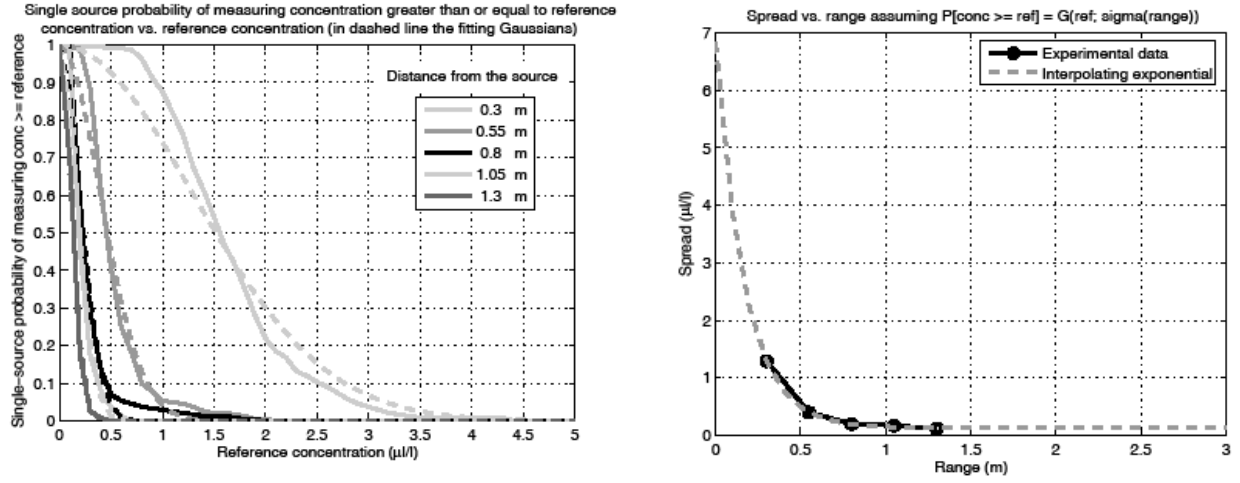 Single source probability of measuring concentration greater than or equal to reference
concentration vs. reference concentration (in dashed line the fitting Gaussians)
Single-source probability of measuring conc >= reference
1
0.9
0.8
0.7
0.6
0.5
0.4
0.3
0.2
0.1
0
0 0.5 1 1.5 2 2.5 3 3.5 4 4.5 5
Reference concentration (μl/l)
Distance from the source
0.3 m
0.55 m
0.8 m
1.05 m
1.3 m
Spread vs. range assuming P[conc >= ref] = G(ref; sigma(range))
Spread (μl/l)
7
6
5
4
3
2
1
0
0 0.5 1 1.5 2 2.5 3
Range (m)
Experimental data
Interpolating exponential